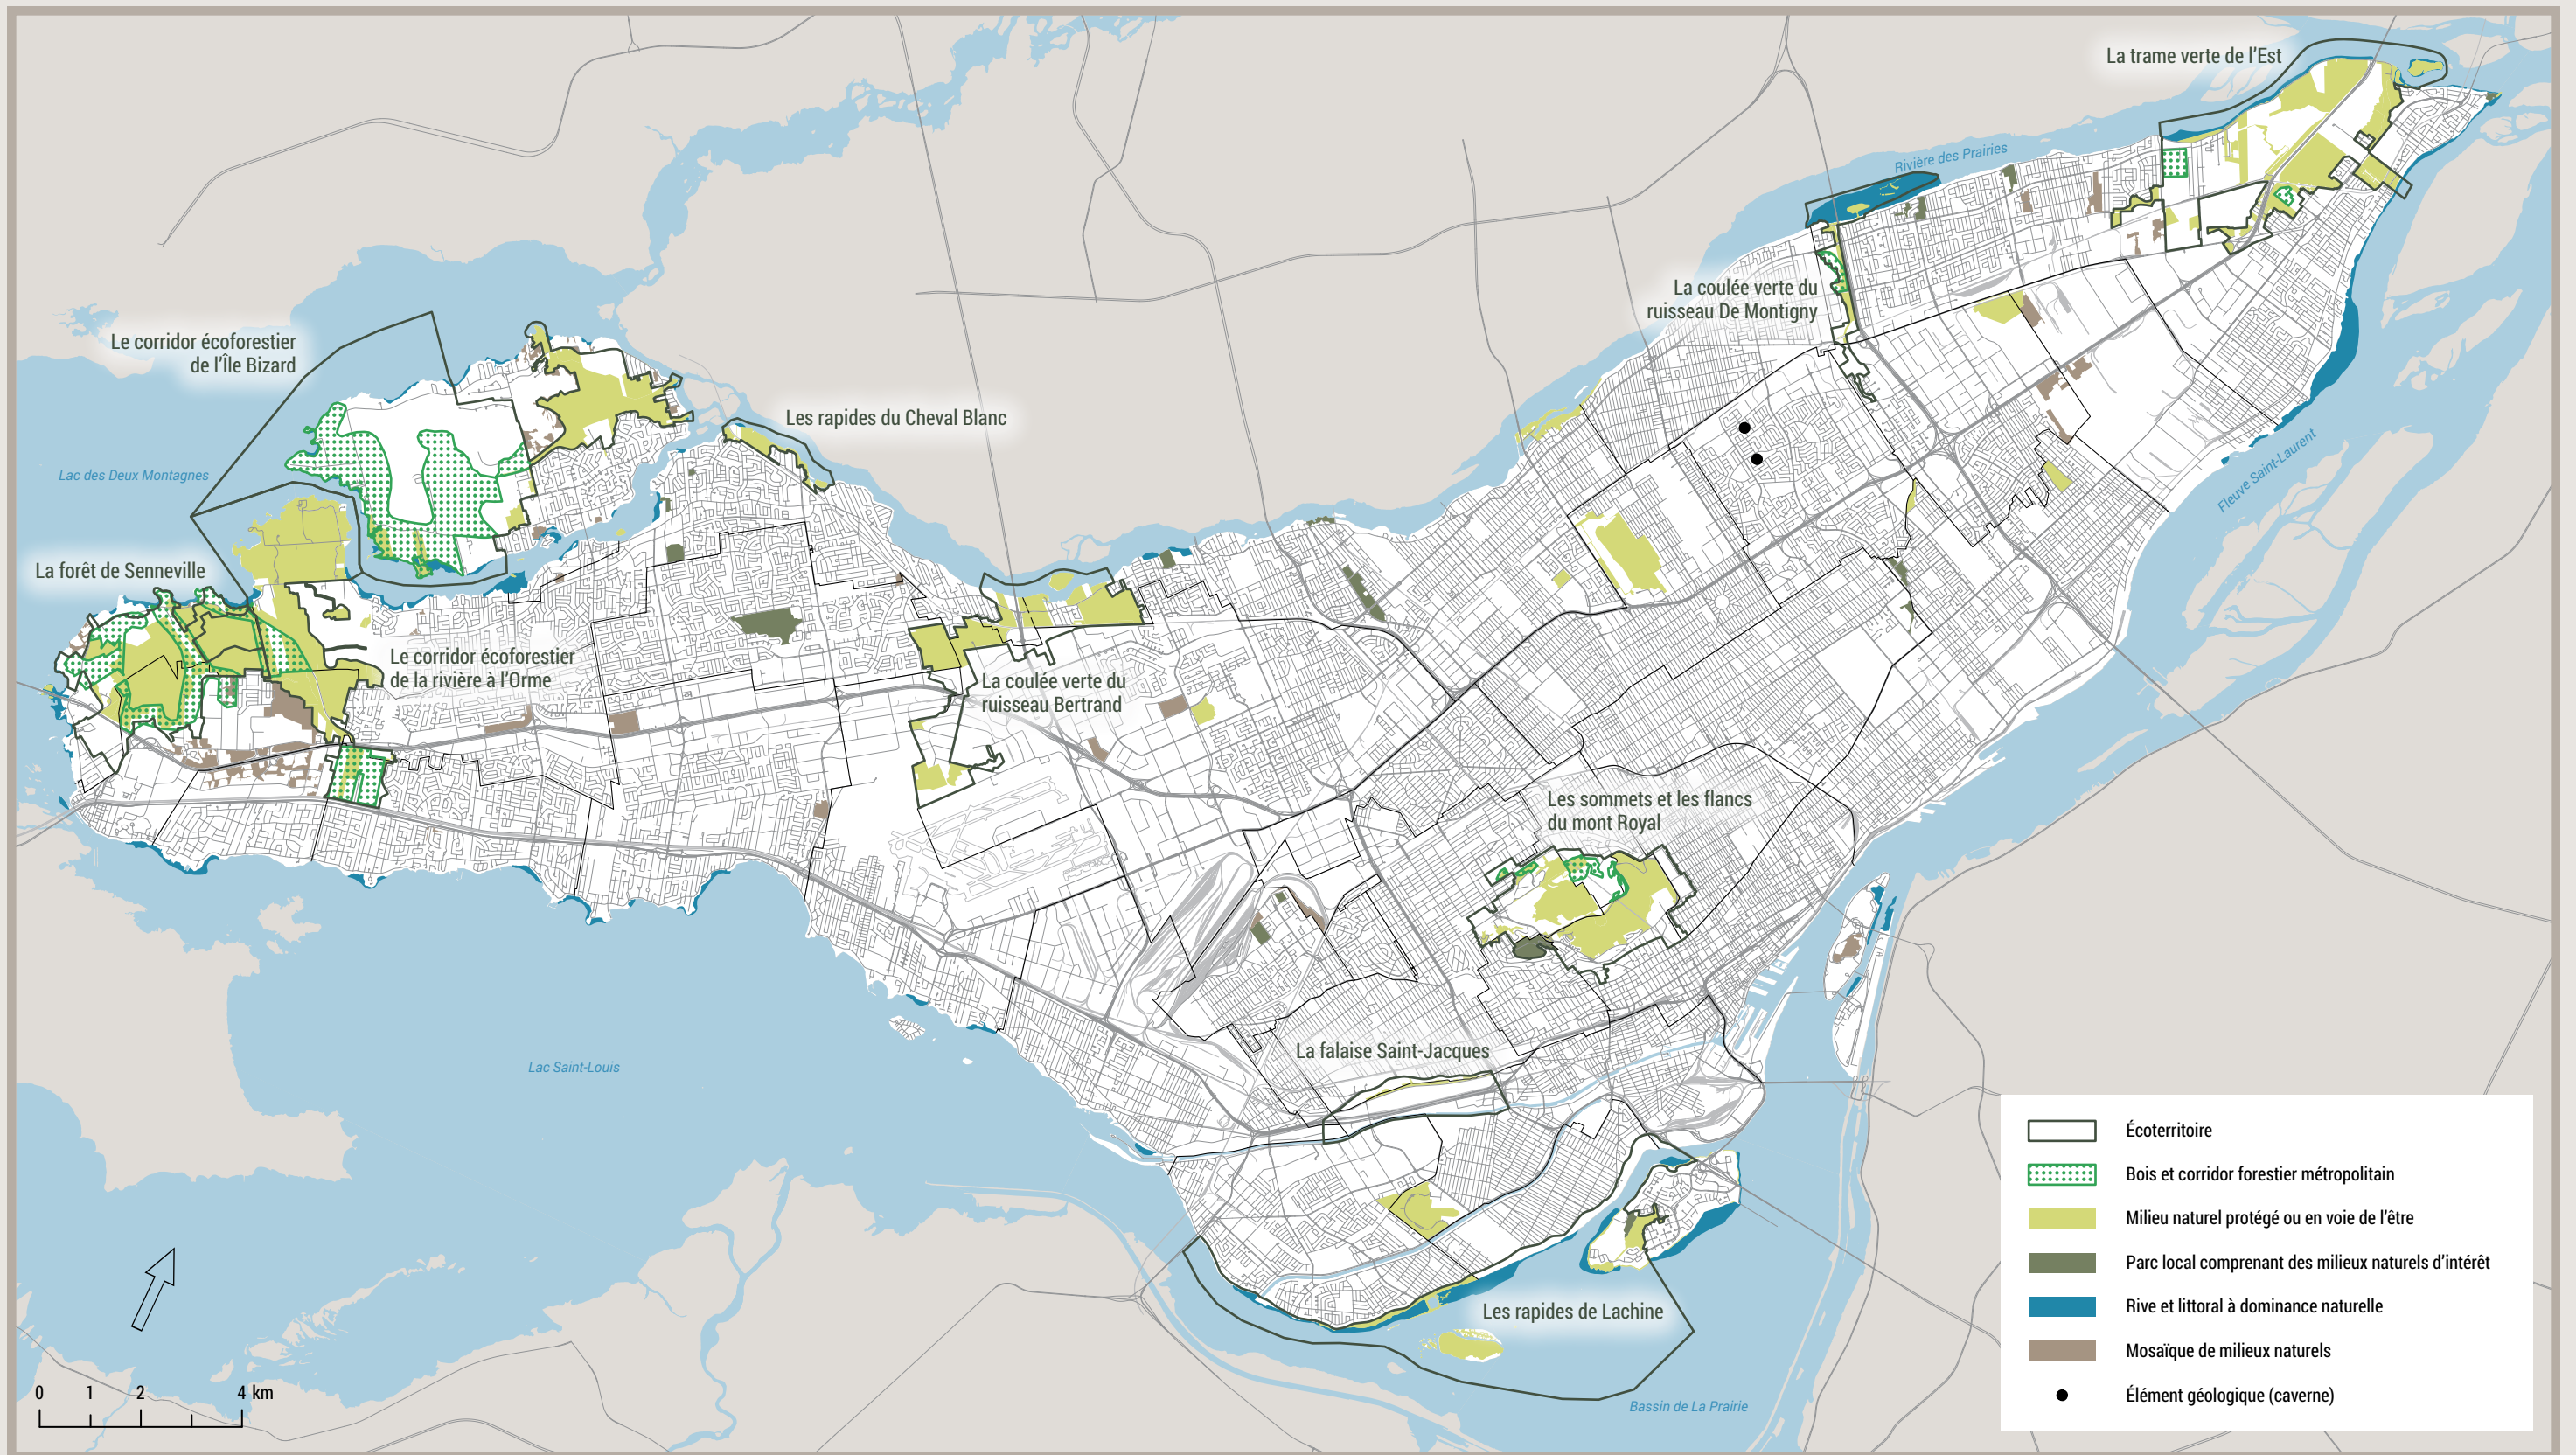 La trame verte de l'Est
Rivière des Prairies
La coulée verte du
ruisseau De Montigny
Le corridor écoforestier
de l'Île Bizard
Les rapides du Cheval Blanc
Lac des Deux Montagnes
Fleuve Saint-Laurent
La forêt de Senneville
Le corridor écoforestier
de la rivière à l'Orme
La coulée verte du
ruisseau Bertrand
Les sommets et les flancs
du mont Royal
La falaise Saint-Jacques
Lac Saint-Louis
Les rapides de Lachine
Bassin de La Prairie
0 1 2 4 km
Écoterritoire
Bois et corridor forestier métropolitain
Milieu naturel protégé ou en voie de l'être
Parc local comprenant des milieux naturels d'intérêt
Rive et littoral à dominance naturelle
Mosaïque de milieux naturels
Élément géologique (caverne)